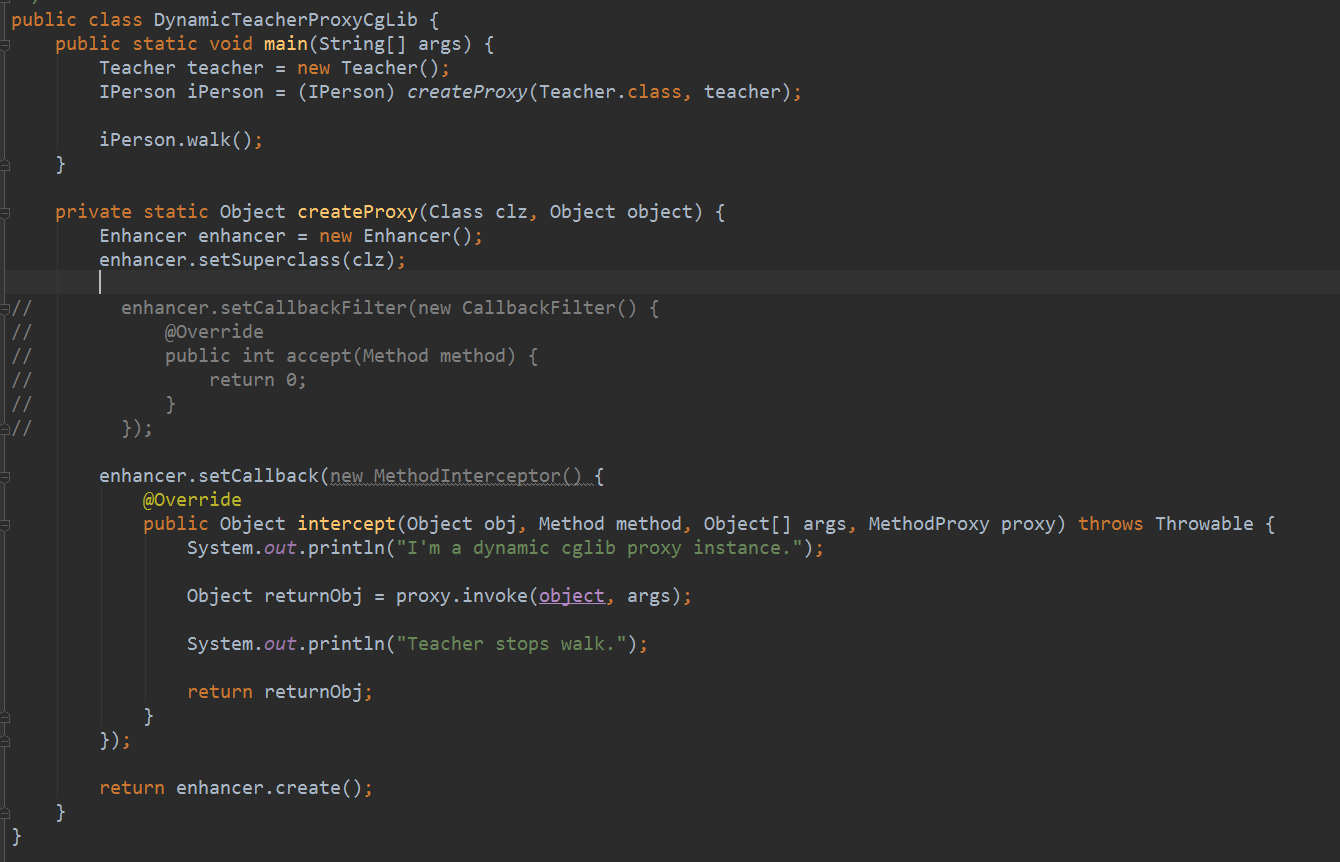 public class DynamicTeacherProxyCgLib {
    public static void main(String[] args) {
        Teacher teacher = new Teacher();
        IPerson iPerson = (IPerson) createProxy(Teacher.class, teacher);

        iPerson.walk();
    }

    private static Object createProxy(Class clz, Object object) {
        Enhancer enhancer = new Enhancer();
        enhancer.setSuperclass(clz);

//        enhancer.setCallbackFilter(new CallbackFilter() {
//            @Override
//            public int accept(Method method) {
//                return 0;
//            }
//        });

        enhancer.setCallback(new MethodInterceptor() {
            @Override
            public Object intercept(Object obj, Method method, Object[] args, MethodProxy proxy) throws Throwable {
                System.out.println("I'm a dynamic cglib proxy instance.");

                Object returnObj = proxy.invoke(object, args);

                System.out.println("Teacher stops walk.");

                return returnObj;
            }
        });

        return enhancer.create();
    }
}